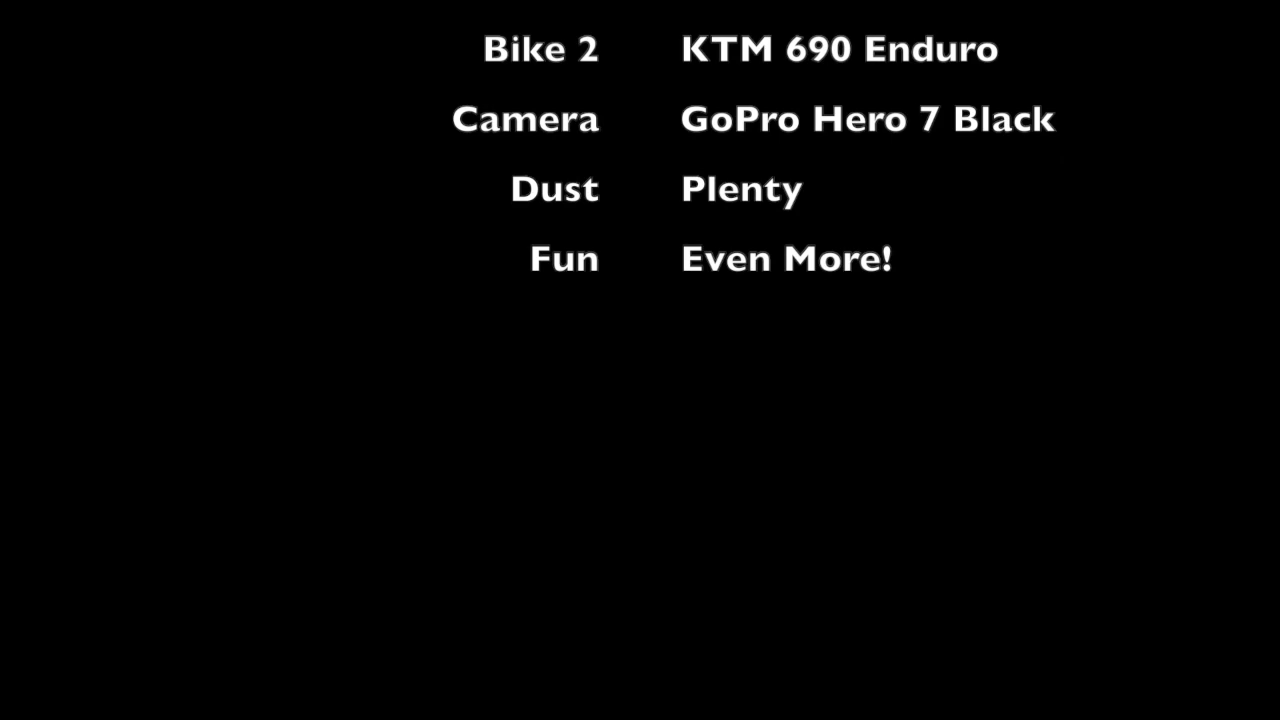 Bike 2 KTM 690 Enduro
Camera GoPro Hero 7 Black
Dust Plenty
Fun Even More!